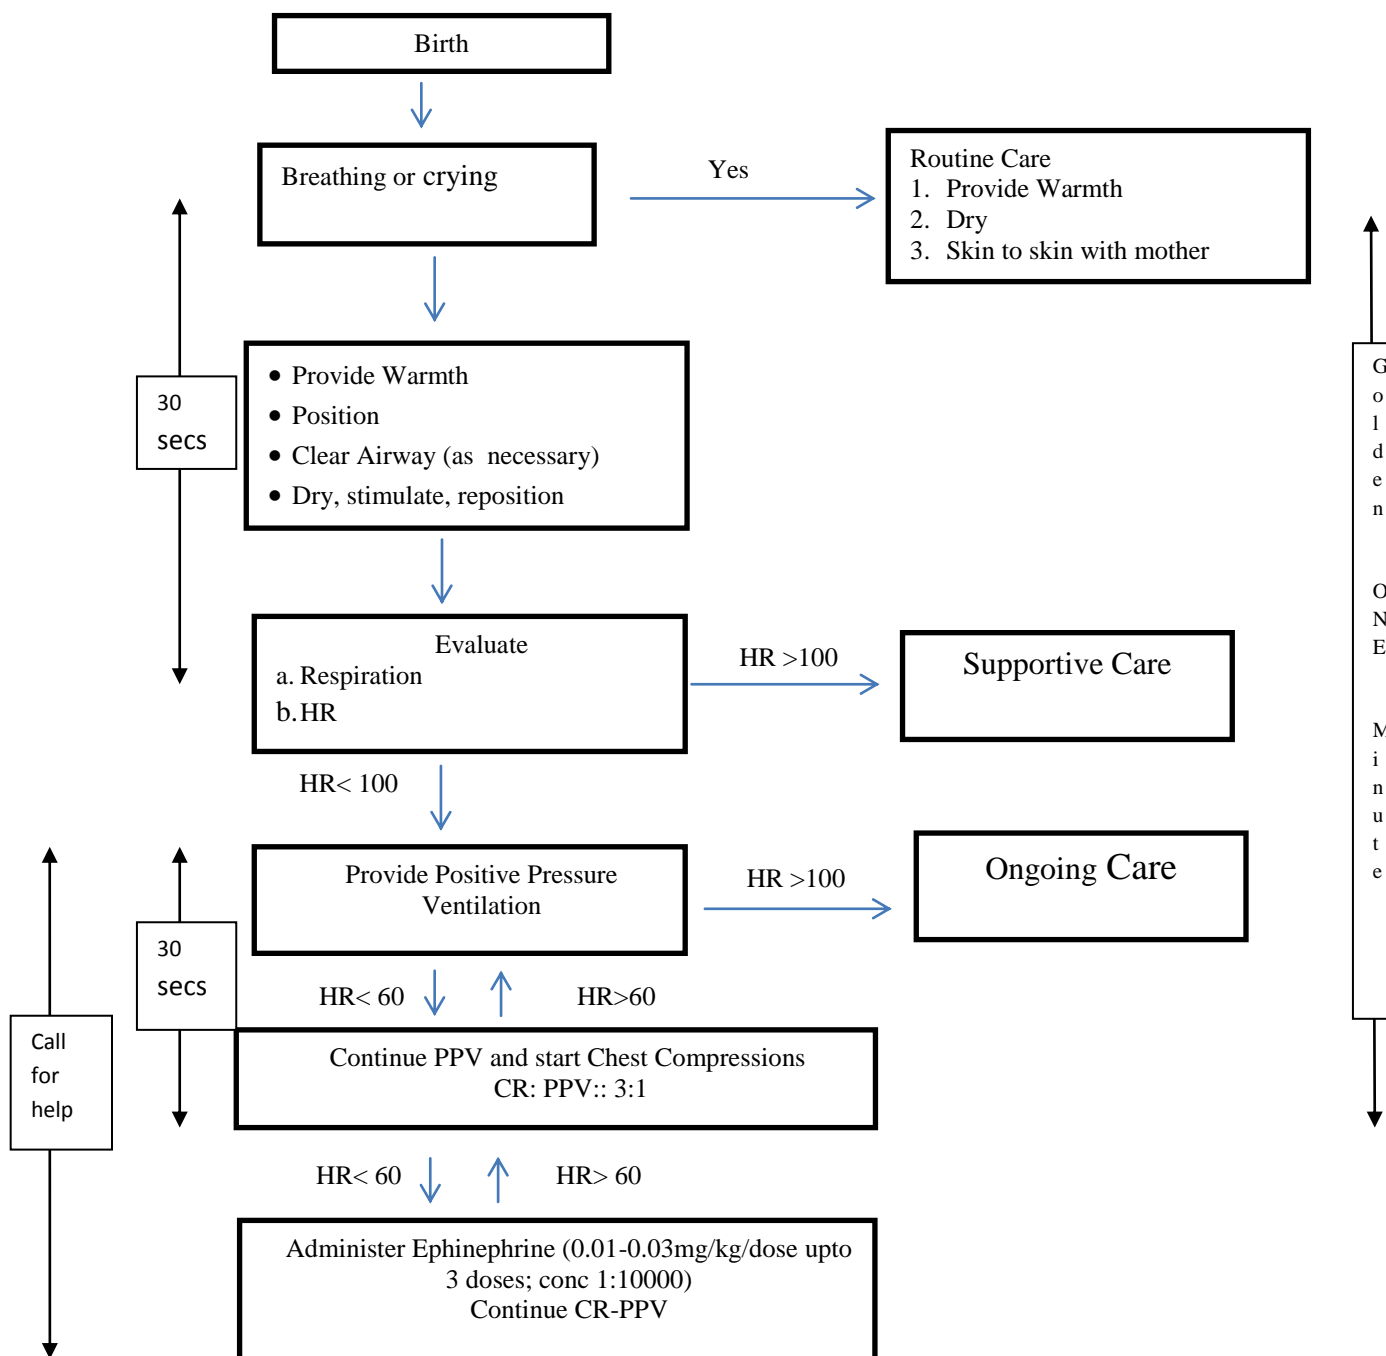 Birth
Breathing or crying
Yes
Routine Care
1. Provide Warmth
2. Dry
3. Skin to skin with mother
30
secs
• Provide Warmth
• Position
• Clear Airway (as necessary)
• Dry, stimulate, reposition
Evaluate
a. Respiration
b. HR
HR >100
Supportive Care
HR< 100
Provide Positive Pressure
Ventilation
HR >100
Ongoing Care
30
secs
HR< 60
HR>60
Call
for
help
Continue PPV and start Chest Compressions
CR: PPV:: 3:1
HR< 60
HR> 60
Administer Ephinephrine (0.01-0.03mg/kg/dose upto
3 doses; conc 1:10000)
Continue CR-PPV
G
o
l
d
e
n
O
N
E
M
i
n
u
t
e